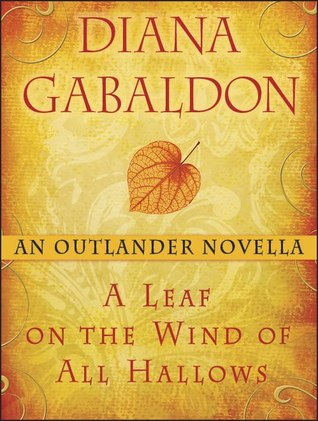 DIANA
GABALDON
AN OUTLANDER NOVELLA
A LEAF
ON THE WIND OF
ALL HALLOWS